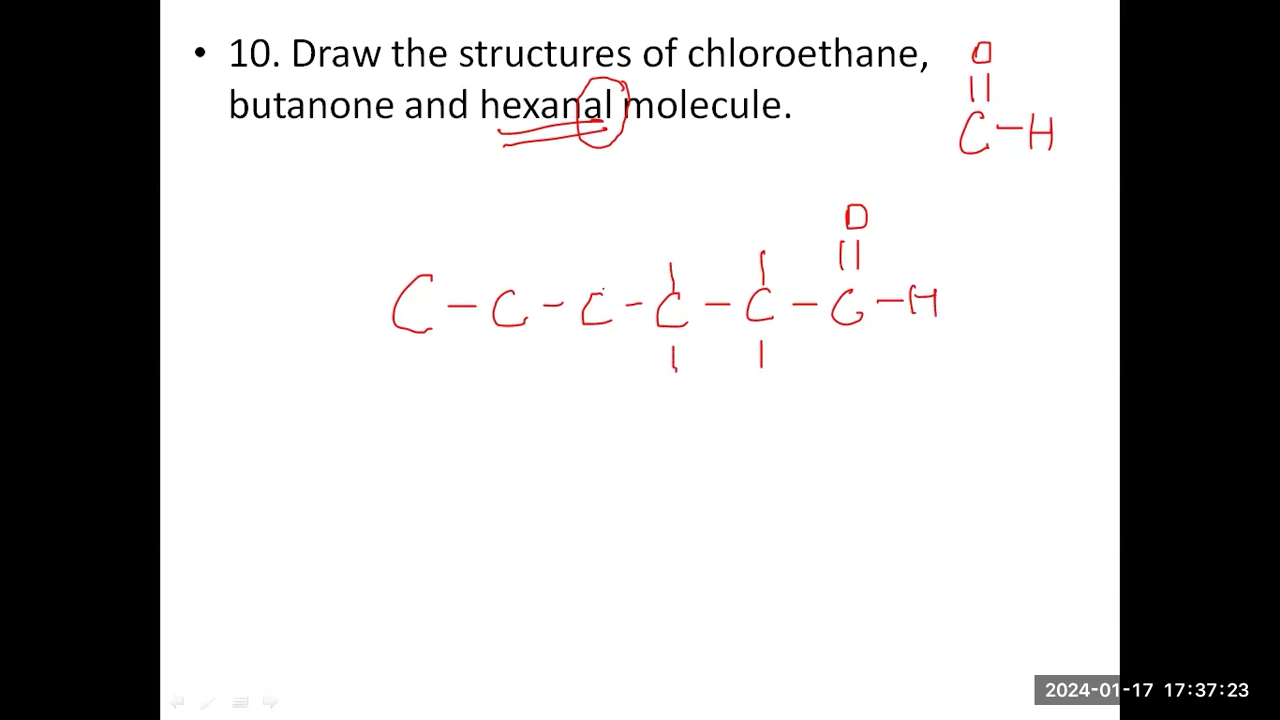 • 10. Draw the structures of chloroethane,
butanone and hexanal molecule.
O
||
C-H
O
||
C - C - C - C - C - C - H
2024-01-17 17:37:23